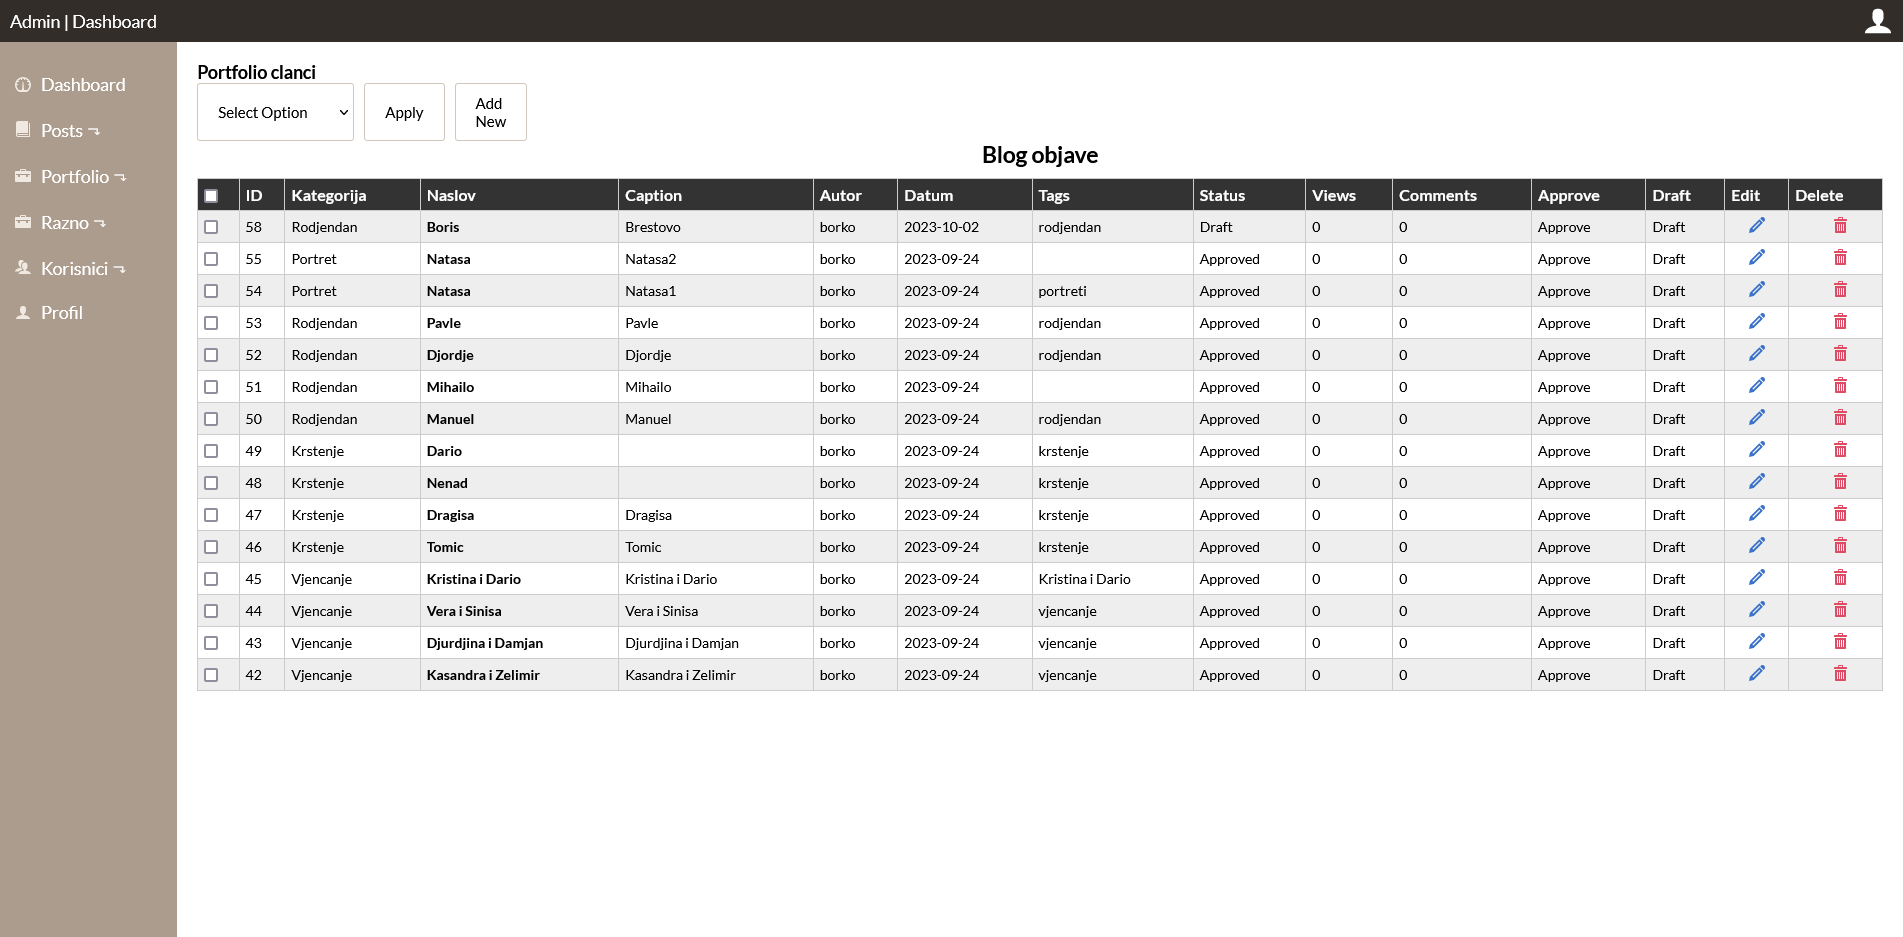 Admin | Dashboard
Dashboard
Posts
Portfolio
Razno
Korisnici
Profil
Portfolio clanci
Select Option
Apply
Add
New
Blog objave
ID Kategorija Naslov Caption Autor Datum Tags Status Views Comments Approve Draft Edit Delete
58 Rodjendan Boris Brestovo borko 2023-10-02 rodjendan Draft 0 0 Approve Draft
55 Portret Natasa Natasa2 borko 2023-09-24 Approved 0 0 Approve Draft
54 Portret Natasa Natasa1 borko 2023-09-24 portreti Approved 0 0 Approve Draft
53 Rodjendan Pavle Pavle borko 2023-09-24 rodjendan Approved 0 0 Approve Draft
52 Rodjendan Djordje Djordje borko 2023-09-24 rodjendan Approved 0 0 Approve Draft
51 Rodjendan Mihailo Mihailo borko 2023-09-24 Approved 0 0 Approve Draft
50 Rodjendan Manuel Manuel borko 2023-09-24 rodjendan Approved 0 0 Approve Draft
49 Krstenje Dario borko 2023-09-24 krstenje Approved 0 0 Approve Draft
48 Krstenje Nenad borko 2023-09-24 krstenje Approved 0 0 Approve Draft
47 Krstenje Dragisa Dragisa borko 2023-09-24 krstenje Approved 0 0 Approve Draft
46 Krstenje Tomic Tomic borko 2023-09-24 krstenje Approved 0 0 Approve Draft
45 Vjencanje Kristina i Dario Kristina i Dario borko 2023-09-24 Kristina i Dario Approved 0 0 Approve Draft
44 Vjencanje Vera i Sinisa Vera i Sinisa borko 2023-09-24 vjencanje Approved 0 0 Approve Draft
43 Vjencanje Djurdjina i Damjan Djurdjina i Damjan borko 2023-09-24 vjencanje Approved 0 0 Approve Draft
42 Vjencanje Kasandra i Zelimir Kasandra i Zelimir borko 2023-09-24 vjencanje Approved 0 0 Approve Draft